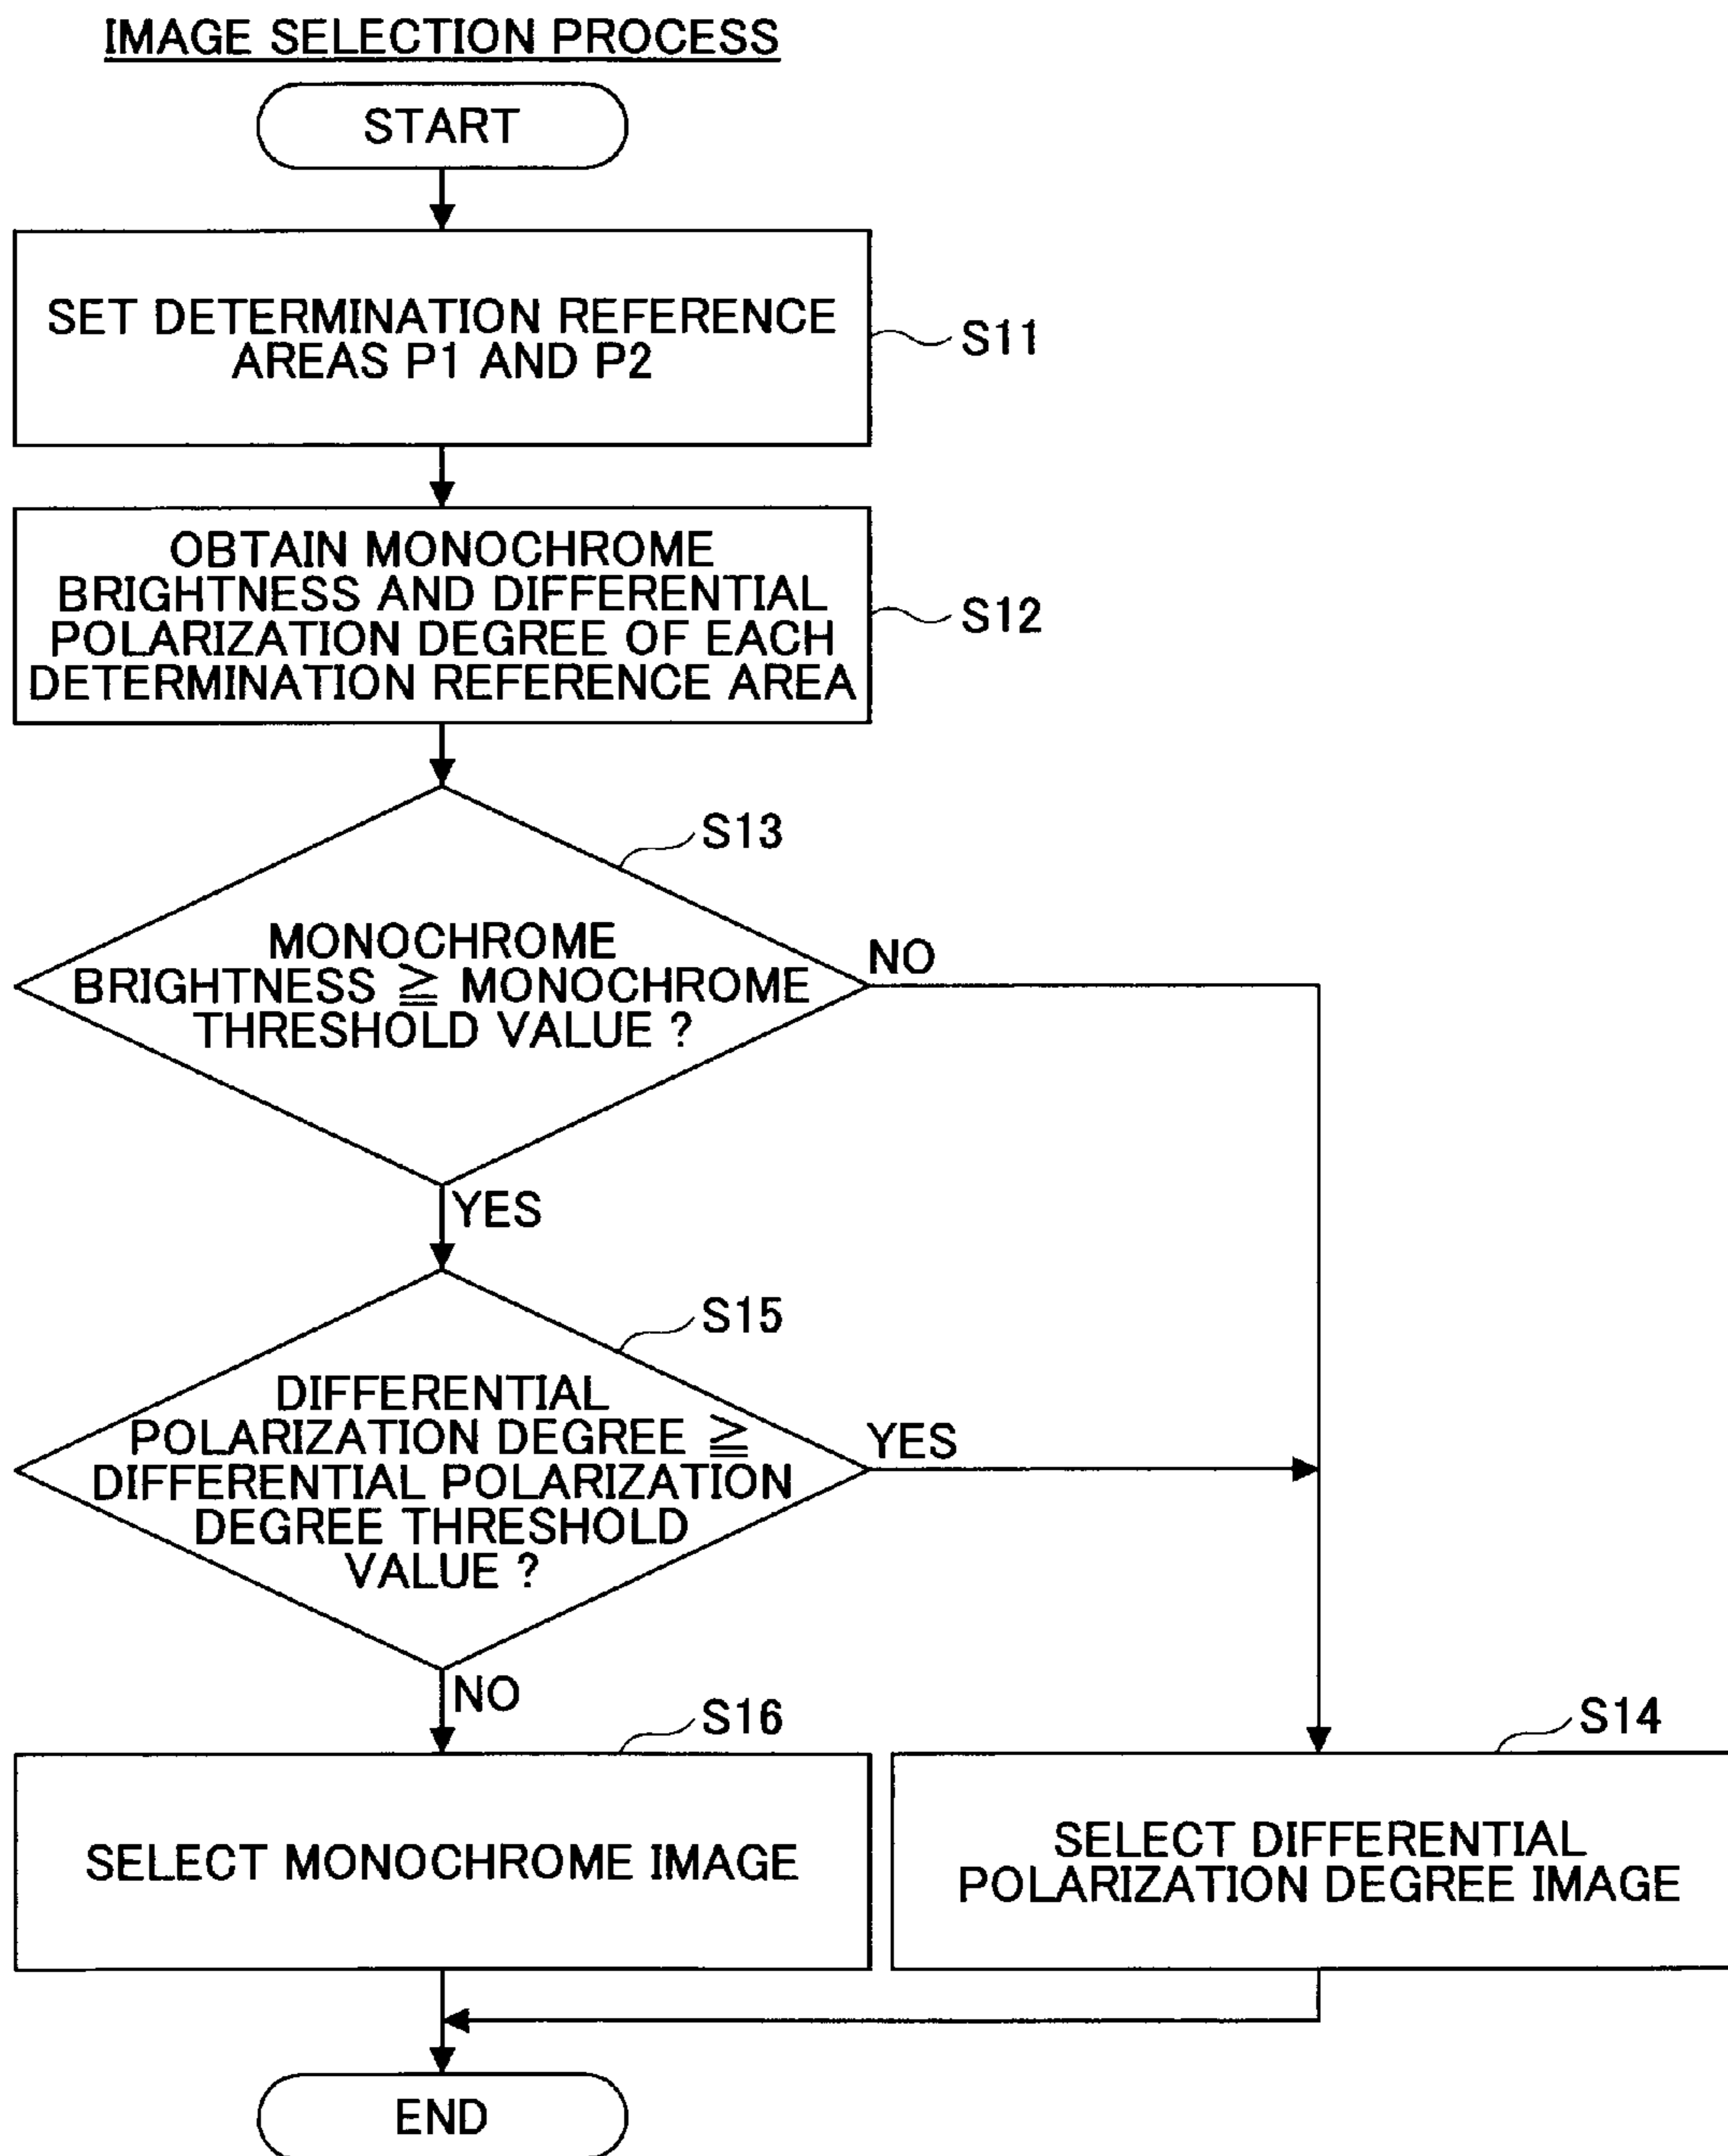 IMAGE SELECTION PROCESS
START
SET DETERMINATION REFERENCE
AREAS P1 AND P2
S11
OBTAIN MONOCHROME
BRIGHTNESS AND DIFFERENTIAL
POLARIZATION DEGREE OF EACH
DETERMINATION REFERENCE AREA
S12
S13
MONOCHROME
BRIGHTNESS ≧ MONOCHROME
THRESHOLD VALUE ?
NO
YES
S15
DIFFERENTIAL
POLARIZATION DEGREE ≧
DIFFERENTIAL POLARIZATION
DEGREE THRESHOLD
VALUE ?
YES
NO
S16
SELECT MONOCHROME IMAGE
S14
SELECT DIFFERENTIAL
POLARIZATION DEGREE IMAGE
END